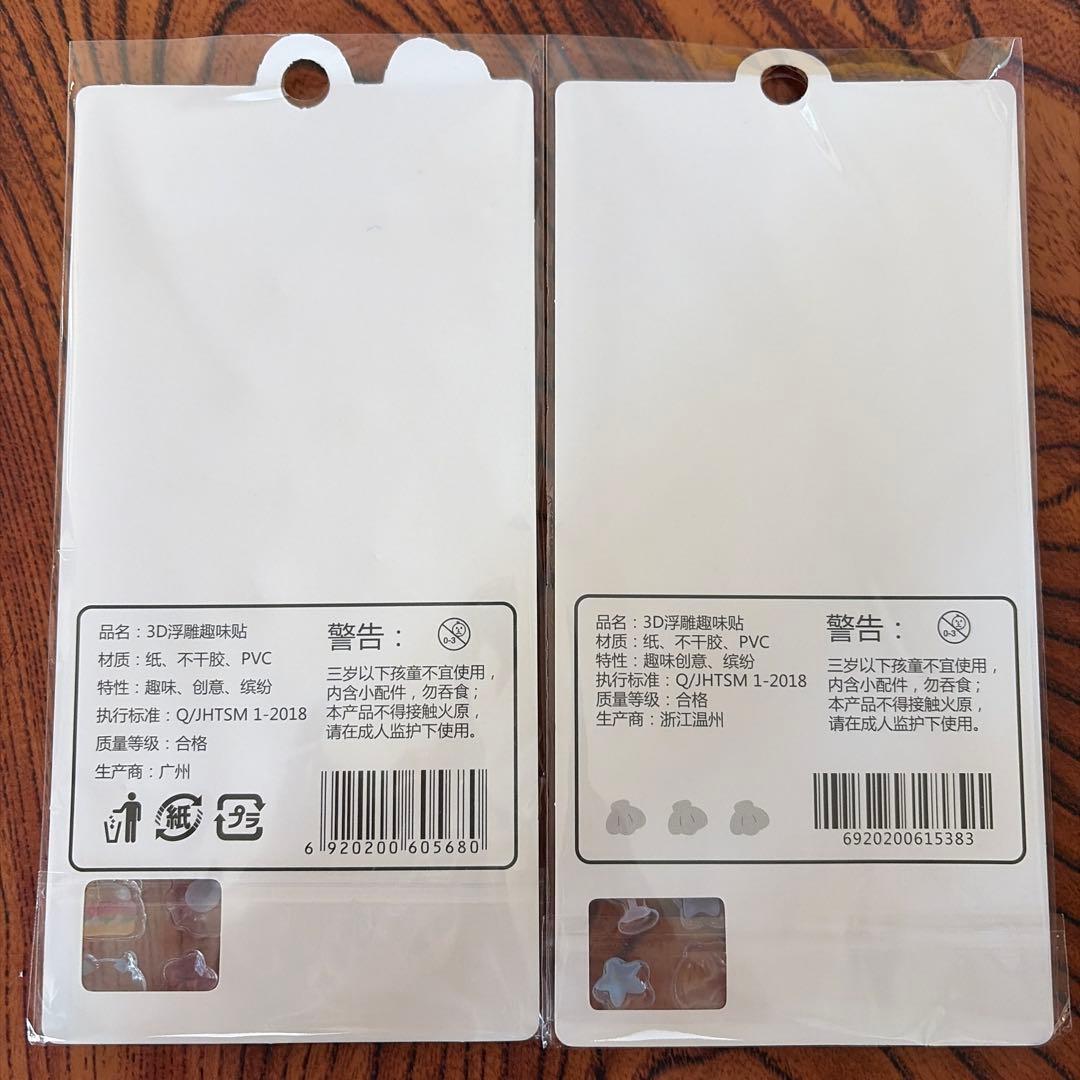 品名：3D浮雕趣味贴
材质：纸、不干胶、PVC
特性：趣味、创意、缤纷
执行标准：Q/JHTSM 1-2018
质量等级：合格
生产商：广州
警告：
0-3
三岁以下孩童不宜使用，
内含小配件，勿吞食；
本产品不得接触火原，
请在成人监护下使用。
紙
プラ
6 920200 605680
品名：3D浮雕趣味贴
材质：纸、不干胶、PVC
特性：趣味创意、缤纷
执行标准：Q/JHTSM 1-2018
质量等级：合格
生产商：浙江温州
警告：
0-3
三岁以下孩童不宜使用，
内含小配件，勿吞食；
本产品不得接触火原，
请在成人监护下使用。
6920200615383